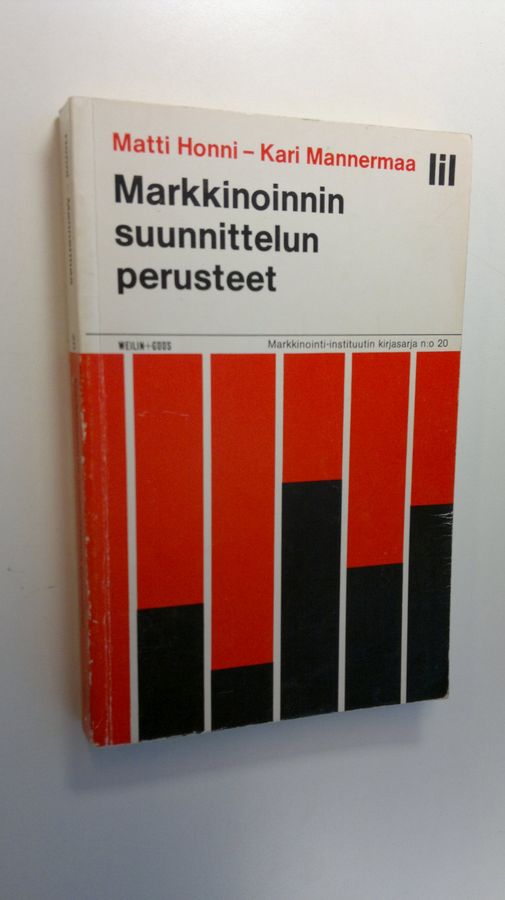 Matti Honni – Kari Mannermaa
Markkinoinnin
suunnittelun
perusteet
WEILIN+GÖÖS
Markkinointi-instituutin kirjasarja n:o 20